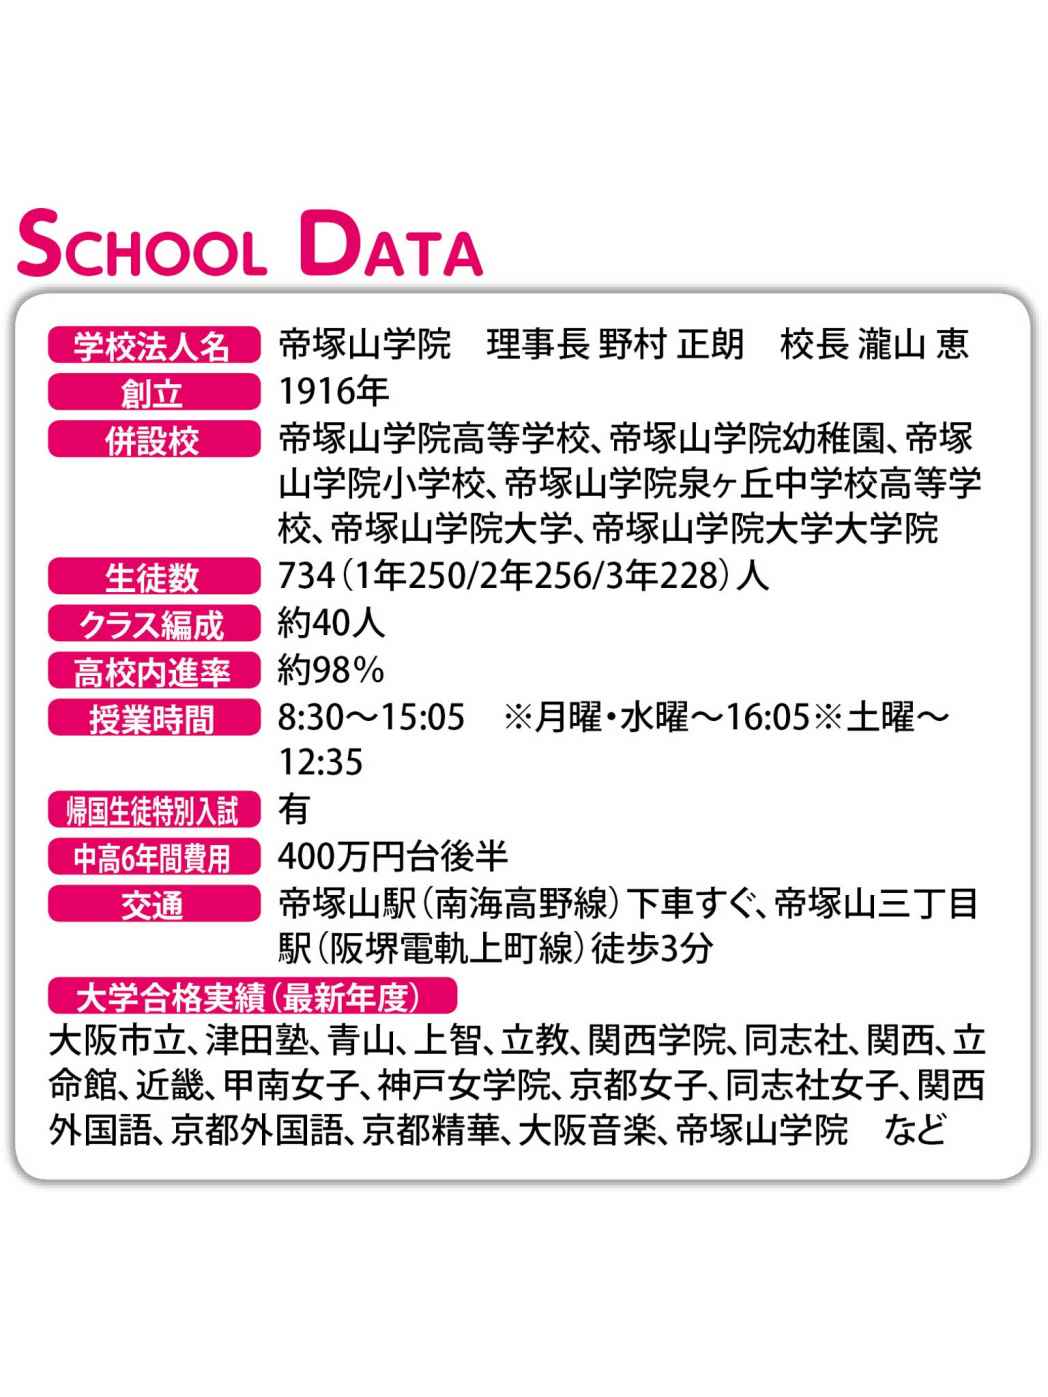 SCHOOL DATA
学校法人名 帝塚山学院　理事長 野村 正朗　校長 瀧山 恵
創立 1916年
併設校 帝塚山学院高等学校、帝塚山学院幼稚園、帝塚
山学院小学校、帝塚山学院泉ヶ丘中学校高等学
校、帝塚山学院大学、帝塚山学院大学大学院
生徒数 734（1年250/2年256/3年228）人
クラス編成 約40人
高校内進率 約98％
授業時間 8:30～15:05　※月曜・水曜～16:05※土曜～
12:35
帰国生徒特別入試 有
中高6年間費用 400万円台後半
交通 帝塚山駅（南海高野線）下車すぐ、帝塚山三丁目
駅（阪堺電軌上町線）徒歩3分
大学合格実績（最新年度）
大阪市立、津田塾、青山、上智、立教、関西学院、同志社、関西、立
命館、近畿、甲南女子、神戸女学院、京都女子、同志社女子、関西
外国語、京都外国語、京都精華、大阪音楽、帝塚山学院　など